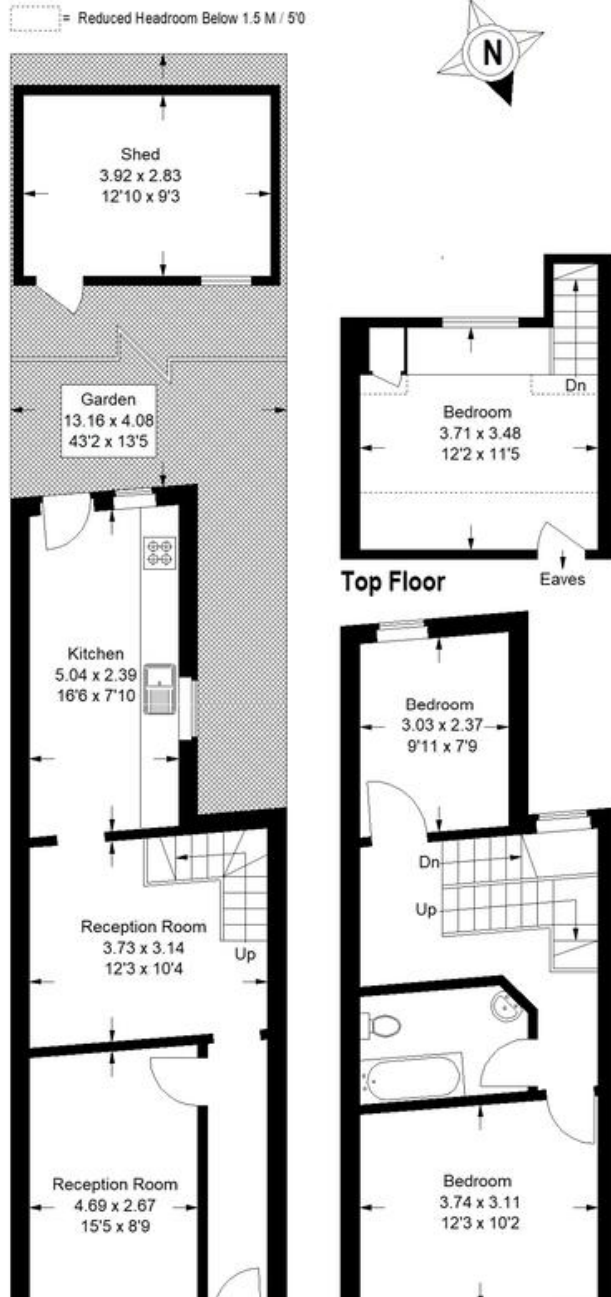 = Reduced Headroom Below 1.5 M / 5'0
N
Shed
3.92 x 2.83
12'10 x 9'3
Garden
13.16 x 4.08
43'2 x 13'5
Kitchen
5.04 x 2.39
16'6 x 7'10
Reception Room
3.73 x 3.14
12'3 x 10'4
Up
Reception Room
4.69 x 2.67
15'5 x 8'9
Dn
Bedroom
3.71 x 3.48
12'2 x 11'5
Top Floor
Eaves
Bedroom
3.03 x 2.37
9'11 x 7'9
Dn
Up
Bedroom
3.74 x 3.11
12'3 x 10'2